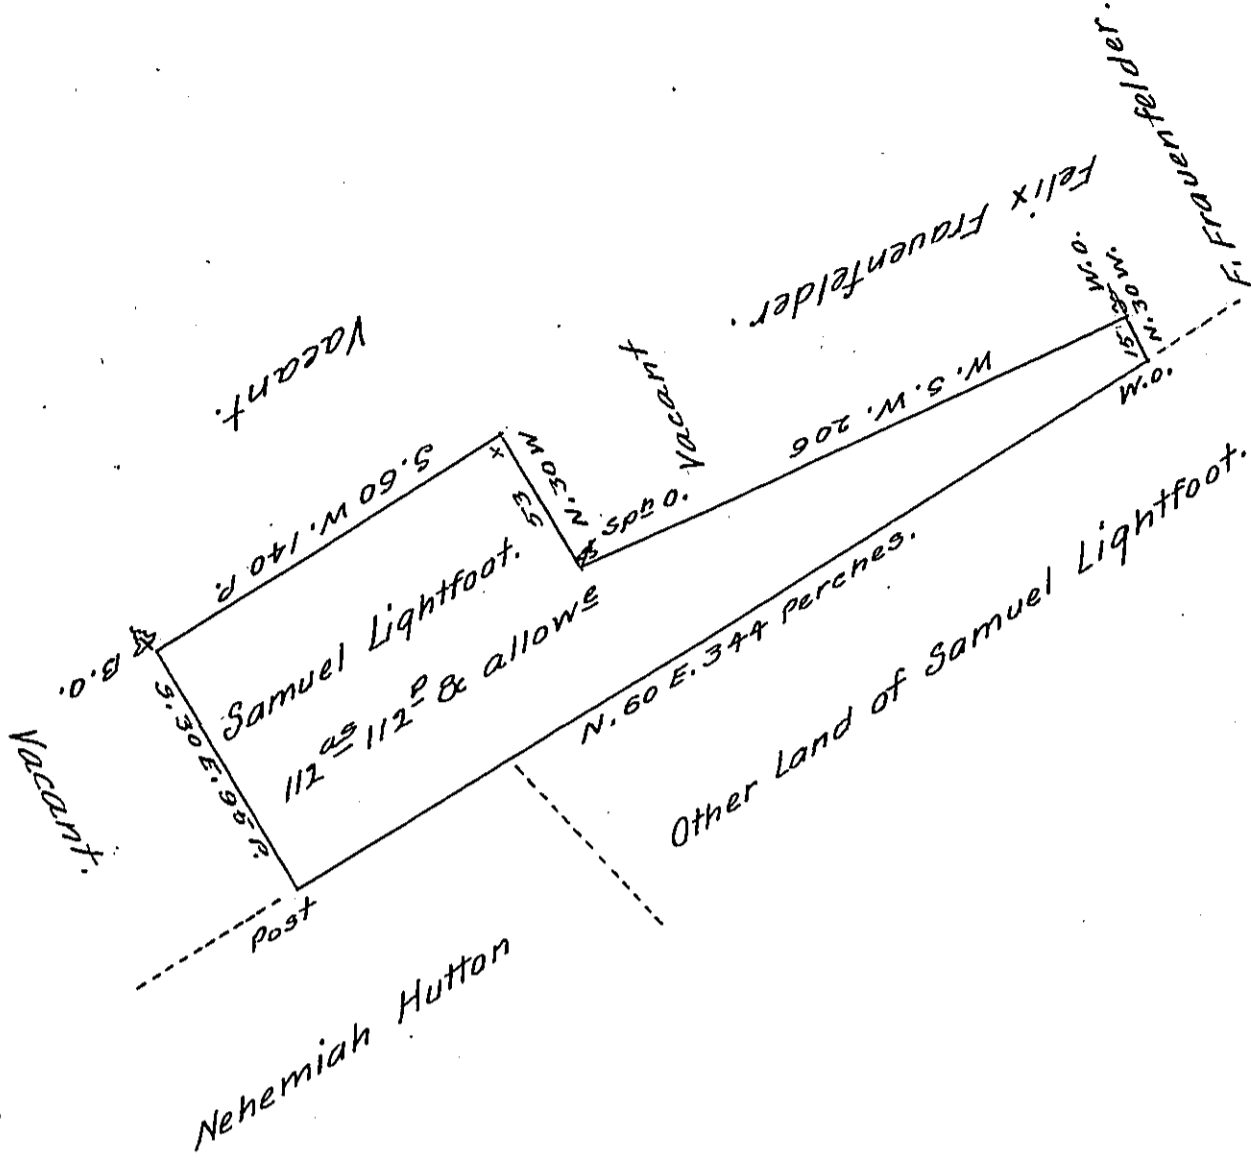 F. Frauenfelder.
Felix Frauenfelder.
W.O.
N. 30 W.
15
W.O.
Vacant.
Vacant
W. S. W. 206
S. 60 W. 140 P.
x
N. 30 W
53
Spn O.
B.O.
S. 30 E. 95 P.
Samuel Lightfoot.
112as 112p & allowe
Vacant.
N. 60 E. 344 perches.
Other Land of Samuel Lightfoot.
Post
Nehemiah Hutton